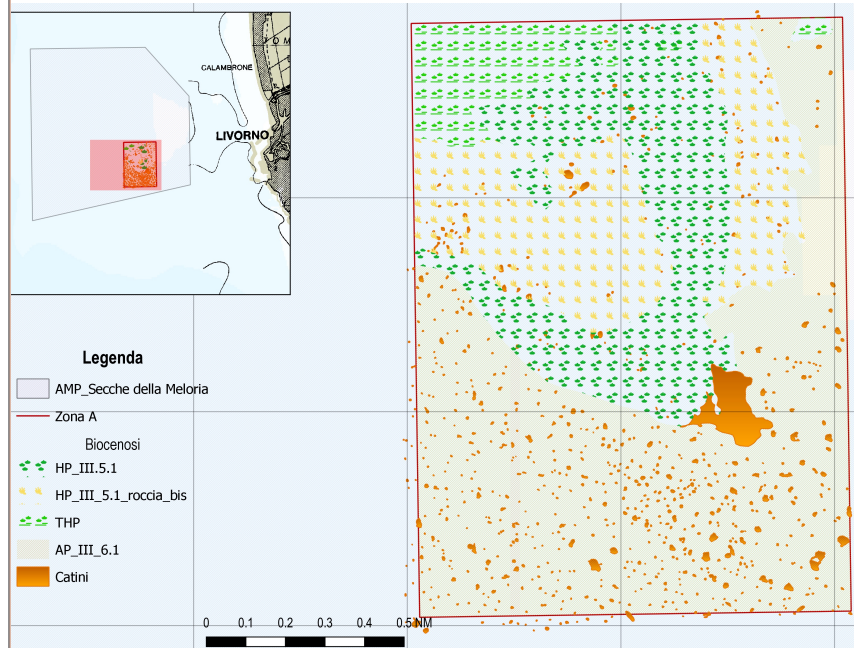 O M
CALAMBRONE
LIVORNO
Legenda
AMP_Secche della Meloria
Zona A
Biocenosi
HP_III.5.1
HP_III_5.1_roccia_bis
THP
AP_III_6.1
Catini
0 0.1 0.2 0.3 0.4 0.5 NM